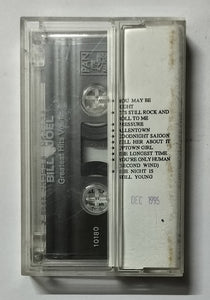 PAN
BILLY JOEL
Greatest Hits Vol.
10180
YOU MAY BE
RIGHT
IT'S STILL ROCK AND
ROLL TO ME
PRESSURE
ALLENTOWN
GOODNIGHT SAIGON
TELL HER ABOUT IT
UPTOWN GIRL
THE LONGEST TIME
YOU'RE ONLY HUMAN
(SECOND WIND)
THE NIGHT IS
STILL YOUNG
DEC 1995